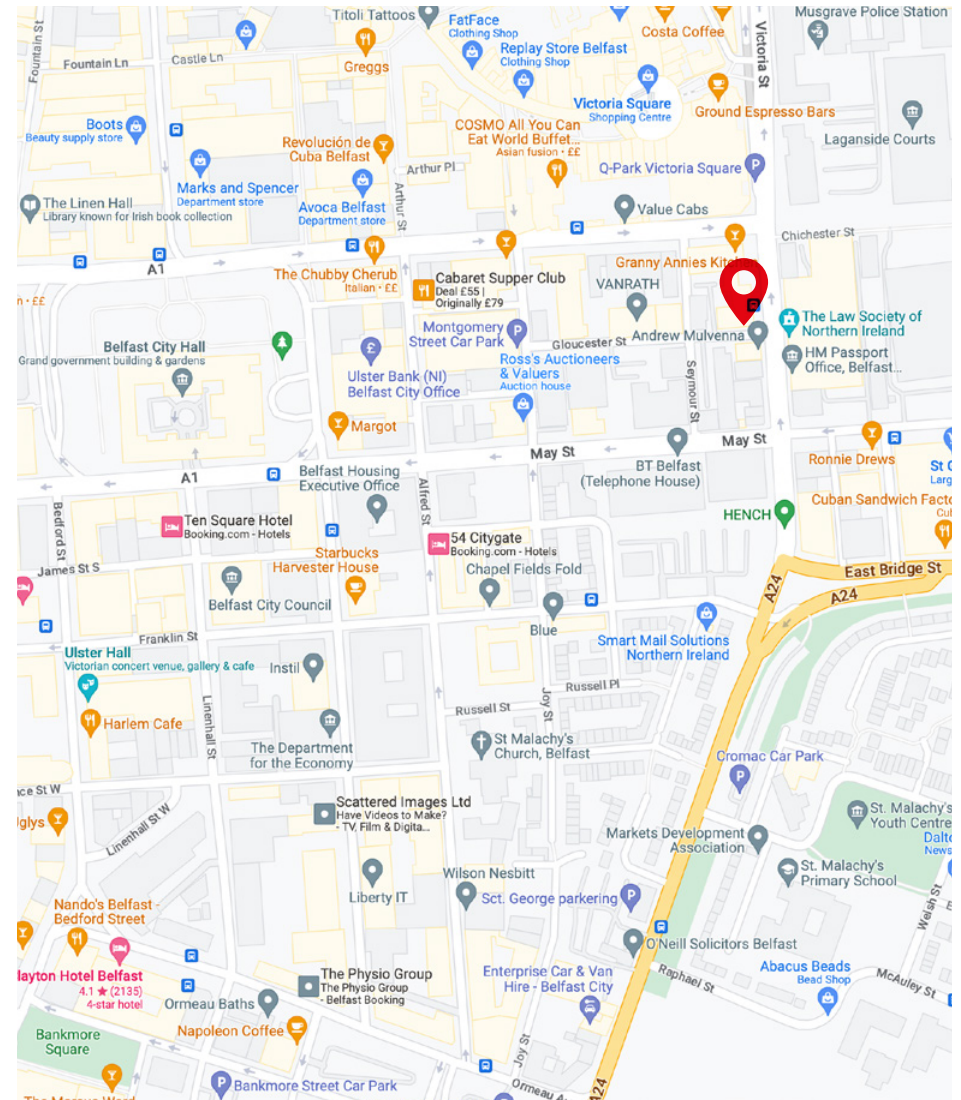 Titoli Tattoos
FatFace
Clothing Shop
Musgrave Police Station
Costa Coffee
Fountain St
Fountain Ln
Castle Ln
Greggs
Replay Store Belfast
Clothing Shop
Victoria St
Victoria Square
Shopping Centre
Ground Espresso Bars
Boots
Beauty supply store
COSMO All You Can
Eat World Buffet...
Asian fusion · ££
Laganside Courts
Revolución de
Cuba Belfast
Arthur Pl
Q-Park Victoria Square
Marks and Spencer
Department store
Arthur St
The Linen Hall
Library known for Irish book collection
Avoca Belfast
Department store
Value Cabs
Chichester St
A1
The Chubby Cherub
Italian · ££
Granny Annies
Cabaret Supper Club
Deal £55 |
Originally £79
VANRATH
· ££
The Law Society of
Northern Ireland
Belfast City Hall
Grand government building & gardens
Montgomery
Street Car Park
Gloucester St
Andrew Mulvenna
HM Passport
Office, Belfast...
Ulster Bank (NI)
Belfast City Office
Ross's Auctioneers
& Valuers
Auction house
Seymour St
Margot
May St
May St
Ronnie Drews
BT Belfast
(Telephone House)
A1
Belfast Housing
Executive Office
Alfred St
Bedford St
HENCH
Ten Square Hotel
Booking.com - Hotels
54 Citygate
Booking.com - Hotels
Starbucks
Harvester House
James St S
Chapel Fields Fold
East Bridge St
A24
A24
Belfast City Council
Blue
Franklin St
Smart Mail Solutions
Northern Ireland
Ulster Hall
Victorian concert venue, gallery & cafe
Instil
Russell Pl
Joy St
Linenhall St
Russell St
Harlem Cafe
The Department
for the Economy
St Malachy's
Church, Belfast
Cromac Car Park
Scattered Images Ltd
Have Videos to Make?
- TV, Film & Digita...
Linenhall St W
St. Malachy's
Youth Centre
Markets Development
Association
Liberty IT
Wilson Nesbitt
St. Malachy's
Primary School
Sct. George parkering
Welsh St
Nando's Belfast -
Bedford Street
O'Neill Solicitors Belfast
layton Hotel Belfast
4.1 ★ (2135)
4-star hotel
The Physio Group
The Physio Group
- Belfast Booking
Enterprise Car & Van
Hire - Belfast City
Raphael St
Abacus Beads
Bead Shop
McAuley St
Ormeau Baths
Napoleon Coffee
Bankmore
Square
Joy St
Bankmore Street Car Park
Ormeau
A24